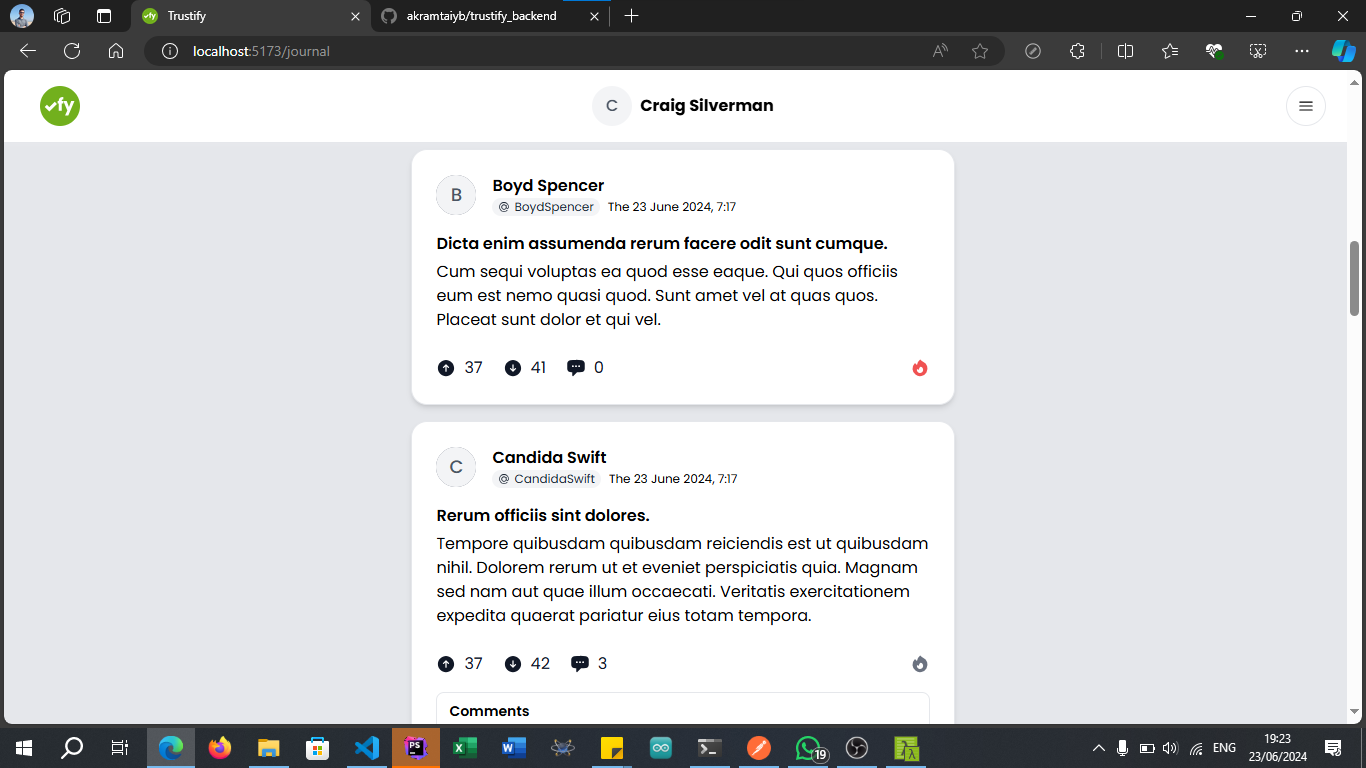 Trustify
akramtaiyb/trustify_backend
localhost:5173/journal
fy
C
Craig Silverman
B
Boyd Spencer
@ BoydSpencer The 23 June 2024, 7:17
Dicta enim assumenda rerum facere odit sunt cumque.
Cum sequi voluptas ea quod esse eaque. Qui quos officiis
eum est nemo quasi quod. Sunt amet vel at quas quos.
Placeat sunt dolor et qui vel.
37 41 0
C
Candida Swift
@ CandidaSwift The 23 June 2024, 7:17
Rerum officiis sint dolores.
Tempore quibusdam quibusdam reiciendis est ut quibusdam
nihil. Dolorem rerum ut et eveniet perspiciatis quia. Magnam
sed nam aut quae illum occaecati. Veritatis exercitationem
expedita quaerat pariatur eius totam tempora.
37 42 3
Comments
PS
19
ENG
19:23
23/06/2024